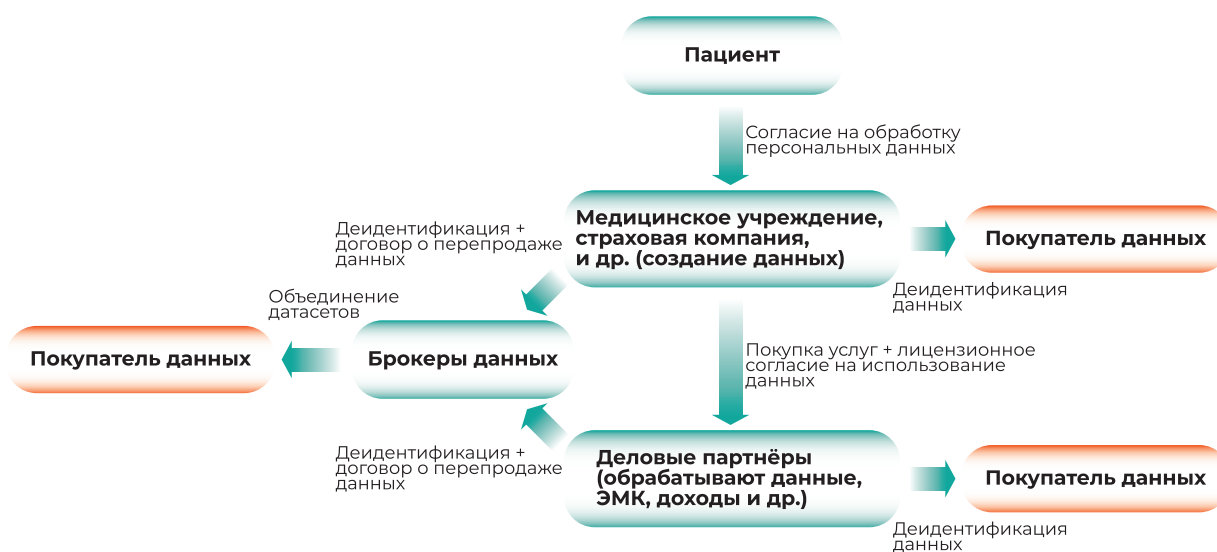 Пациент
Согласие на обработку
персональных данных
Медицинское учреждение,
страховая компания,
и др. (создание данных)
Покупатель данных
Деидентификация
данных
Деидентификация +
договор о перепродаже
данных
Объединение
датасетов
Покупатель данных
Брокеры данных
Покупка услуг + лицензионное
согласие на использование
данных
Деидентификация +
договор о перепродаже
данных
Деловые партнёры
(обрабатывают данные,
ЭМК, доходы и др.)
Покупатель данных
Деидентификация
данных